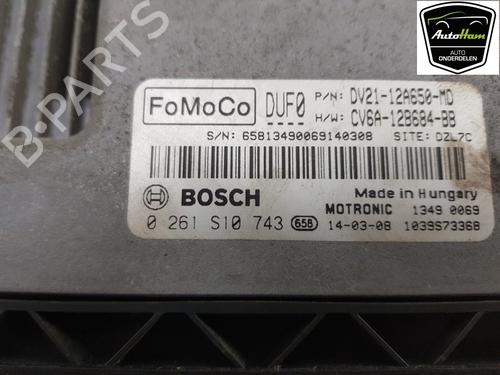 AutoHam
AUTO
ONDERDELEN
B-PARTS
FoMoCo DUF0 P/N: DV21-12A650-MD
H/W: CV6A-12B684-BB
S/N: 65813490069140308 SITE: DZL7C
BOSCH Made in Hungary
0 261 S10 743 65B MOTRONIC 1349 0069
14-03-08 1039S73368